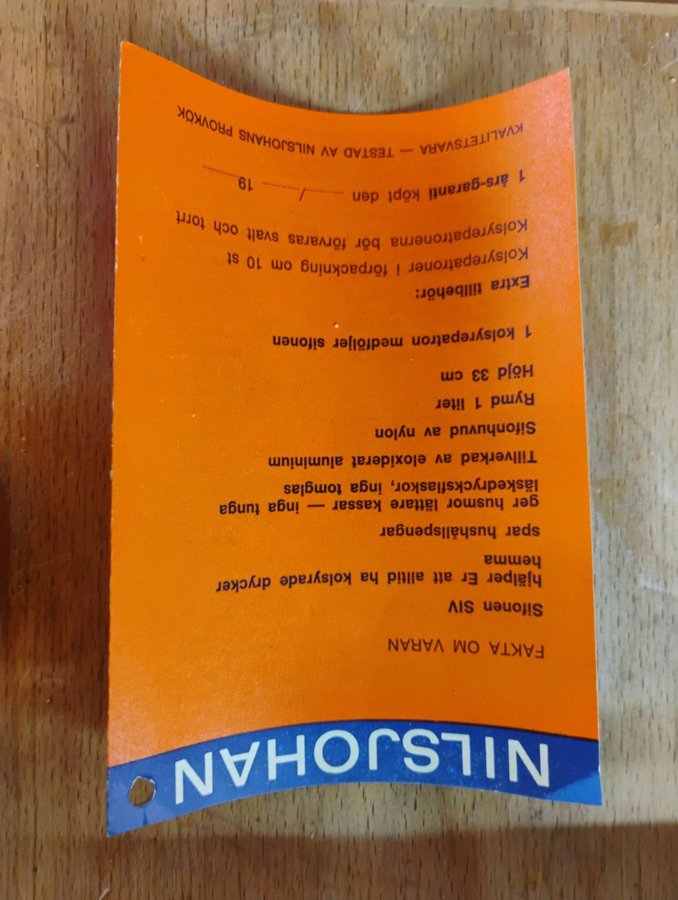 NILSJOHAN
FAKTA OM VARAN
Sifonen SIV
hjälper Er att alltid ha kolsyrade drycker
hemma
spar hushållspengar
ger husmor lättare kassar — inga tunga
läskedrycksflaskor, inga tomglas
Tillverkad av eloxiderat aluminium
Sifonhuvud av nylon
Rymd 1 liter
Höjd 33 cm
1 kolsyrepatron medföljer sifonen
Extra tillbehör:
Kolsyrepatroner i förpackning om 10 st
Kolsyrepatronerna bör förvaras svalt och torrt
1 års-garanti köpt den ........../.......... 19..........
KVALITETSVARA — TESTAD AV NILSJOHANS PROVKÖK